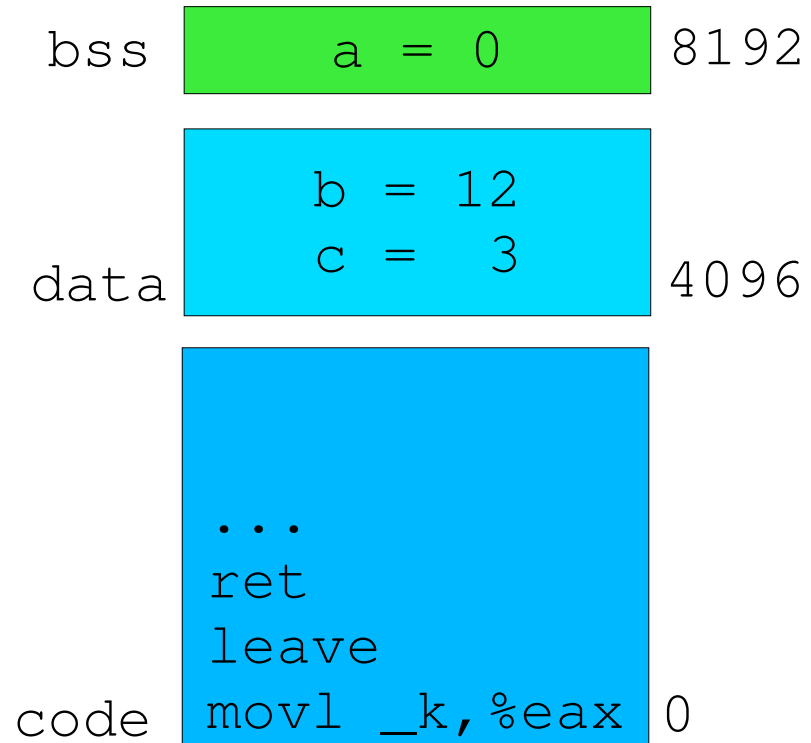 bss a = 0 8192
b = 12
c = 3
data 4096
...
ret
leave
code movl _k,%eax 0